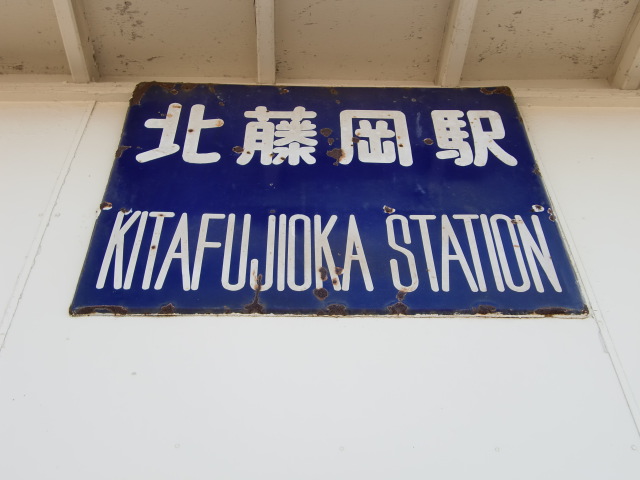 北藤岡駅
KITAFUJIOKA STATION